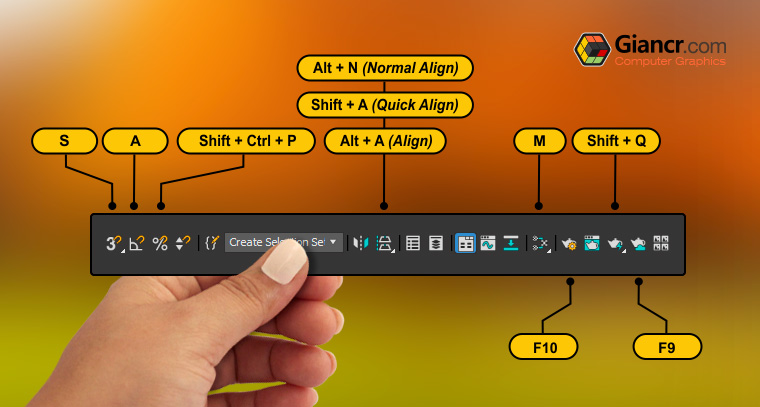 Giancr.com
Computer Graphics
Alt + N (Normal Align)
Shift + A (Quick Align)
S
A
Shift + Ctrl + P
Alt + A (Align)
M
Shift + Q
3
%
Create Selection Se
F10
F9